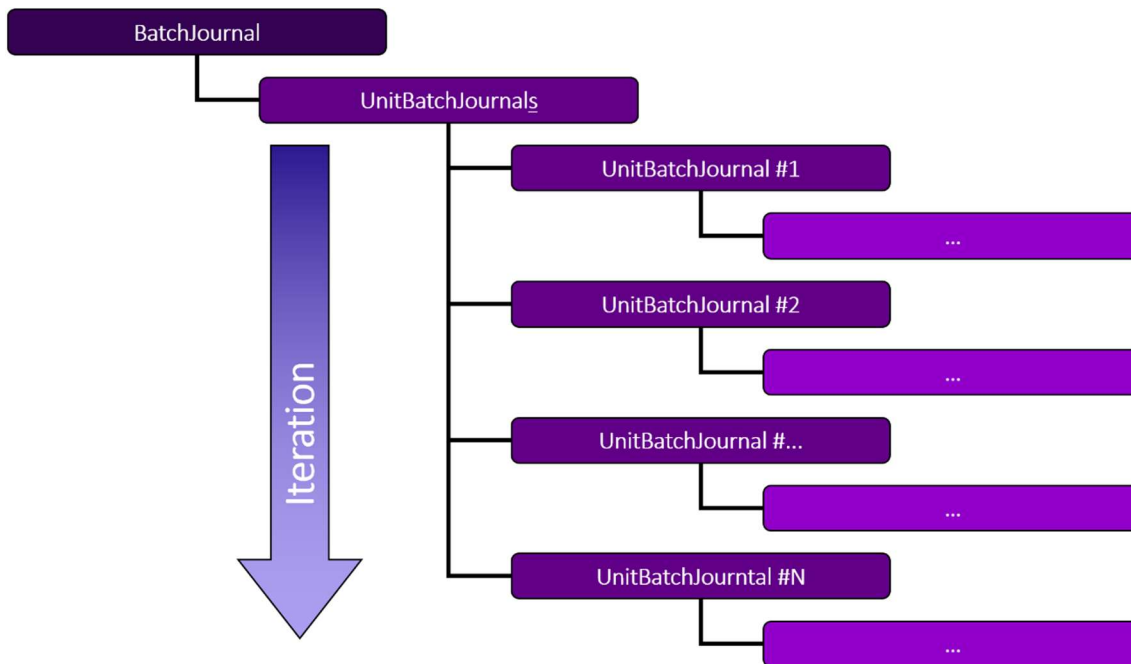 BatchJournal
UnitBatchJournals
UnitBatchJournal #1
...
UnitBatchJournal #2
...
UnitBatchJournal #...
...
UnitBatchJourntal #N
...
Iteration